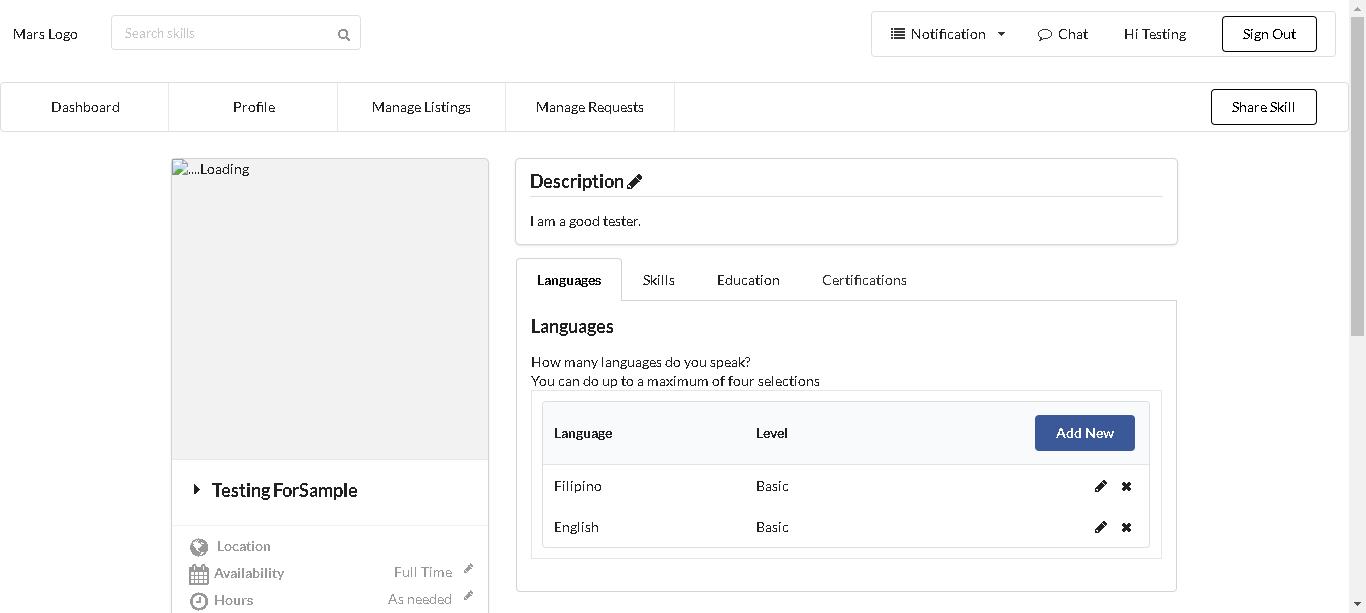 Mars Logo
Search skills
Notification
Chat
Hi Testing
Sign Out
Dashboard
Profile
Manage Listings
Manage Requests
Share Skill
....Loading
Testing ForSample
Location
Availability
Full Time
Hours
As needed
Description
I am a good tester.
Languages
Skills
Education
Certifications
Languages
How many languages do you speak?
You can do up to a maximum of four selections
Language
Level
Add New
Filipino
Basic
English
Basic